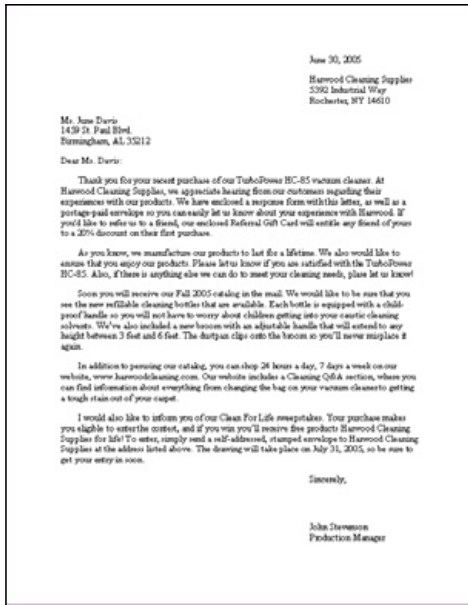 June 30, 2005
Harwood Cleaning Supplies
5392 Industrial Way
Rochester, NY 14610
Ms. June Davis
1439 St. Paul Blvd.
Birmingham, AL 35212
Dear Ms. Davis:
Thank you for your recent purchase of our TurboPower HC-85 vacuum cleaner. At
Harwood Cleaning Supplies, we appreciate hearing from our customers regarding their
experiences with our products. We have enclosed a response form with this letter, as well as a
postage-paid envelope so you can easily let us know about your experience with Harwood. If
you'd like to refer us to a friend, our enclosed Referral Gift Card will entitle any friend of yours
to a 20% discount on their first purchase.
As you know, we manufacture our products to last for a lifetime. We also would like to
ensure that you enjoy our products. Please let us know if you are satisfied with the TurboPower
HC-85. Also, if there is anything else we can do to meet your cleaning needs, plase let us know!
Soon you will receive our Fall 2005 catalog in the mail. We would like to be sure that you
see the new refillable cleaning bottles that are available. Each bottle is equipped with a child-
proof handle so you will not have to worry about children getting into your caustic cleaning
solvents. We've also included a new broom with an adjustable handle that will extend to any
height between 3 feet and 6 feet. The dustpan clips onto the broom so you'll never misplace it
again.
In addition to perusing our catalog, you can shop 24 hours a day, 7 days a week on our
website, www.harwoodcleaning.com. Our website includes a Cleaning Q&A section, where you
can find information about everything from changing the bag on your vacuum cleaner to getting
a tough stain out of your carpet.
I would also like to inform you of our Clean For Life sweepstakes. Your purchase makes
you eligible to enter the contest, and if you win you'll receive free products Harwood Cleaning
Supplies for life! To enter, simply send a self-addressed, stamped envelope to Harwood Cleaning
Supplies at the address listed above. The drawing will take place on July 31, 2005, so be sure to
get your entry in soon.
Sincerely,
John Stevenson
Production Manager